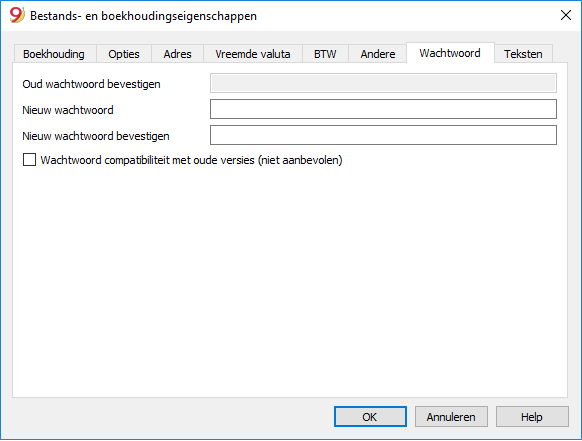 9 Bestands- en boekhoudingseigenschappen
Boekhouding Opties Adres Vreemde valuta BTW Andere Wachtwoord Teksten
Oud wachtwoord bevestigen
Nieuw wachtwoord
Nieuw wachtwoord bevestigen
Wachtwoord compatibiliteit met oude versies (niet aanbevolen)
OK Annuleren Help